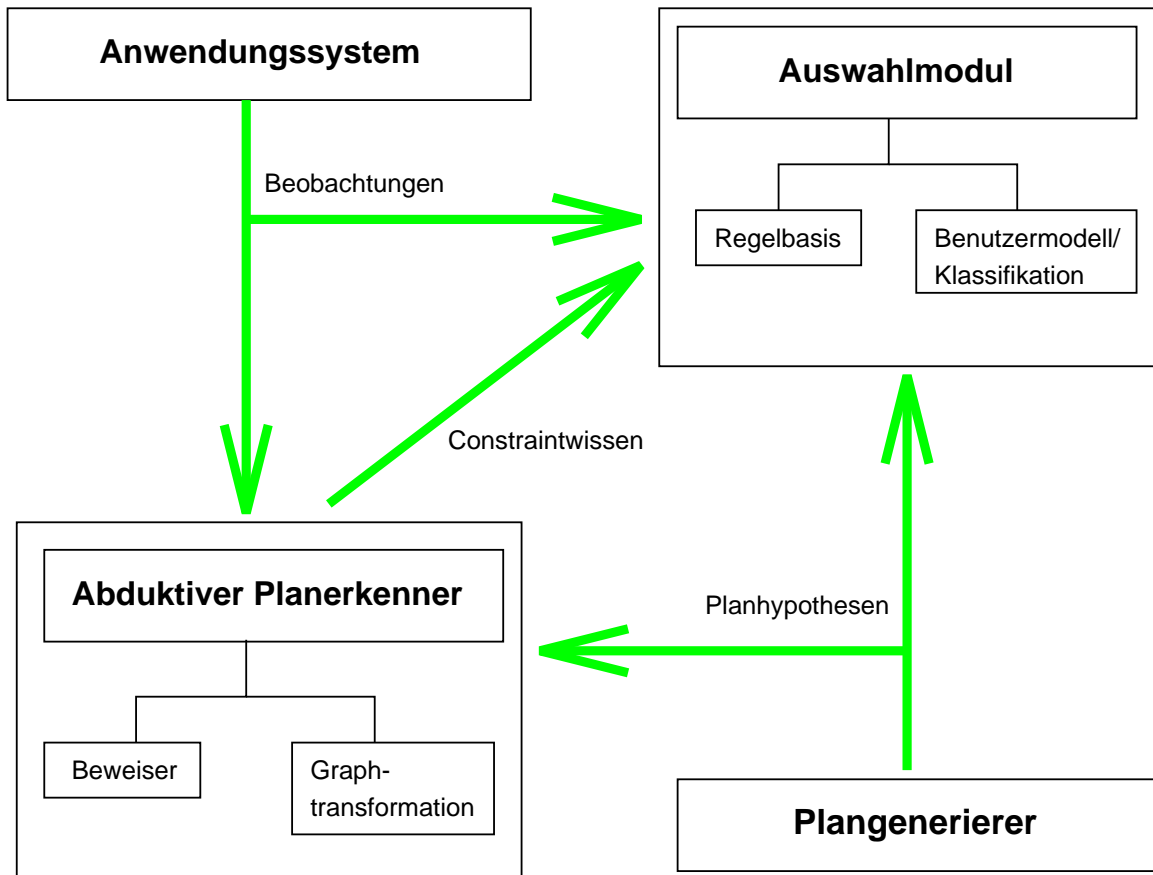 Anwendungssystem
Auswahlmodul
Beobachtungen
Regelbasis
Benutzermodell/
Klassifikation
Constraintwissen
Abduktiver Planerkenner
Planhypothesen
Beweiser
Graph-
transformation
Plangenerierer